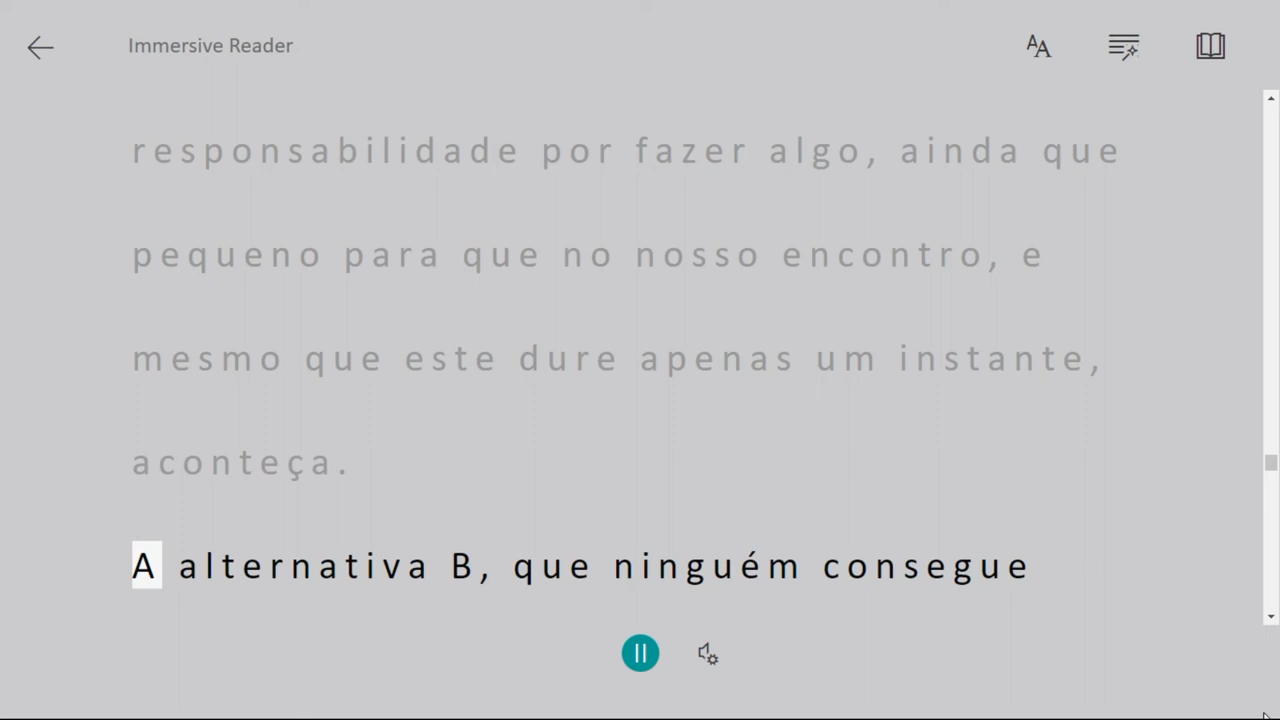 Immersive Reader
responsabilidade por fazer algo, ainda que
pequeno para que no nosso encontro, e
mesmo que este dure apenas um instante,
aconteça.
A alternativa B, que ninguém consegue